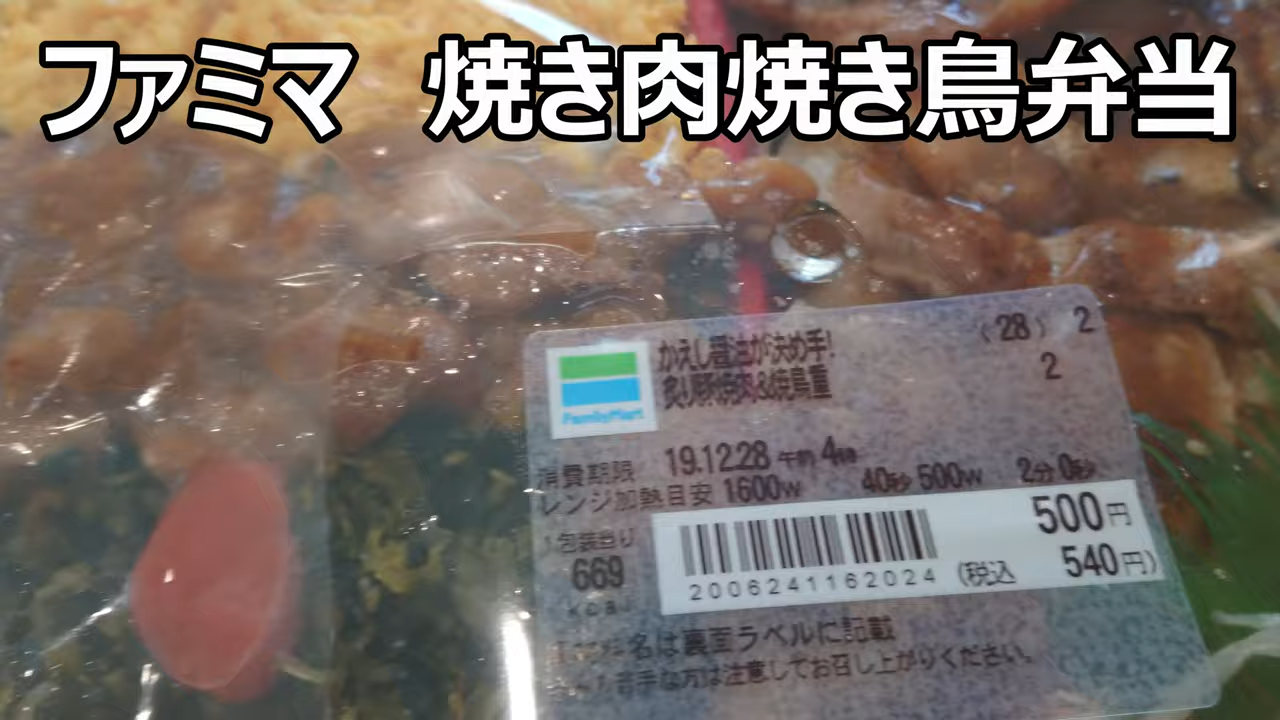 ファミマ 焼き肉焼き鳥弁当
(28) 2
2
FamilyMart
かえし醤油が決め手!
炙り豚焼肉&焼鳥重
消費期限 19.12.28 午前 4時
レンジ加熱目安 1600w 40秒 500w 2分 0秒
1包装当り
669
kcal
500円
2006241162024 (税込 540円)
名は裏面ラベルに記載
苦手な方は注意してお召し上がりください。